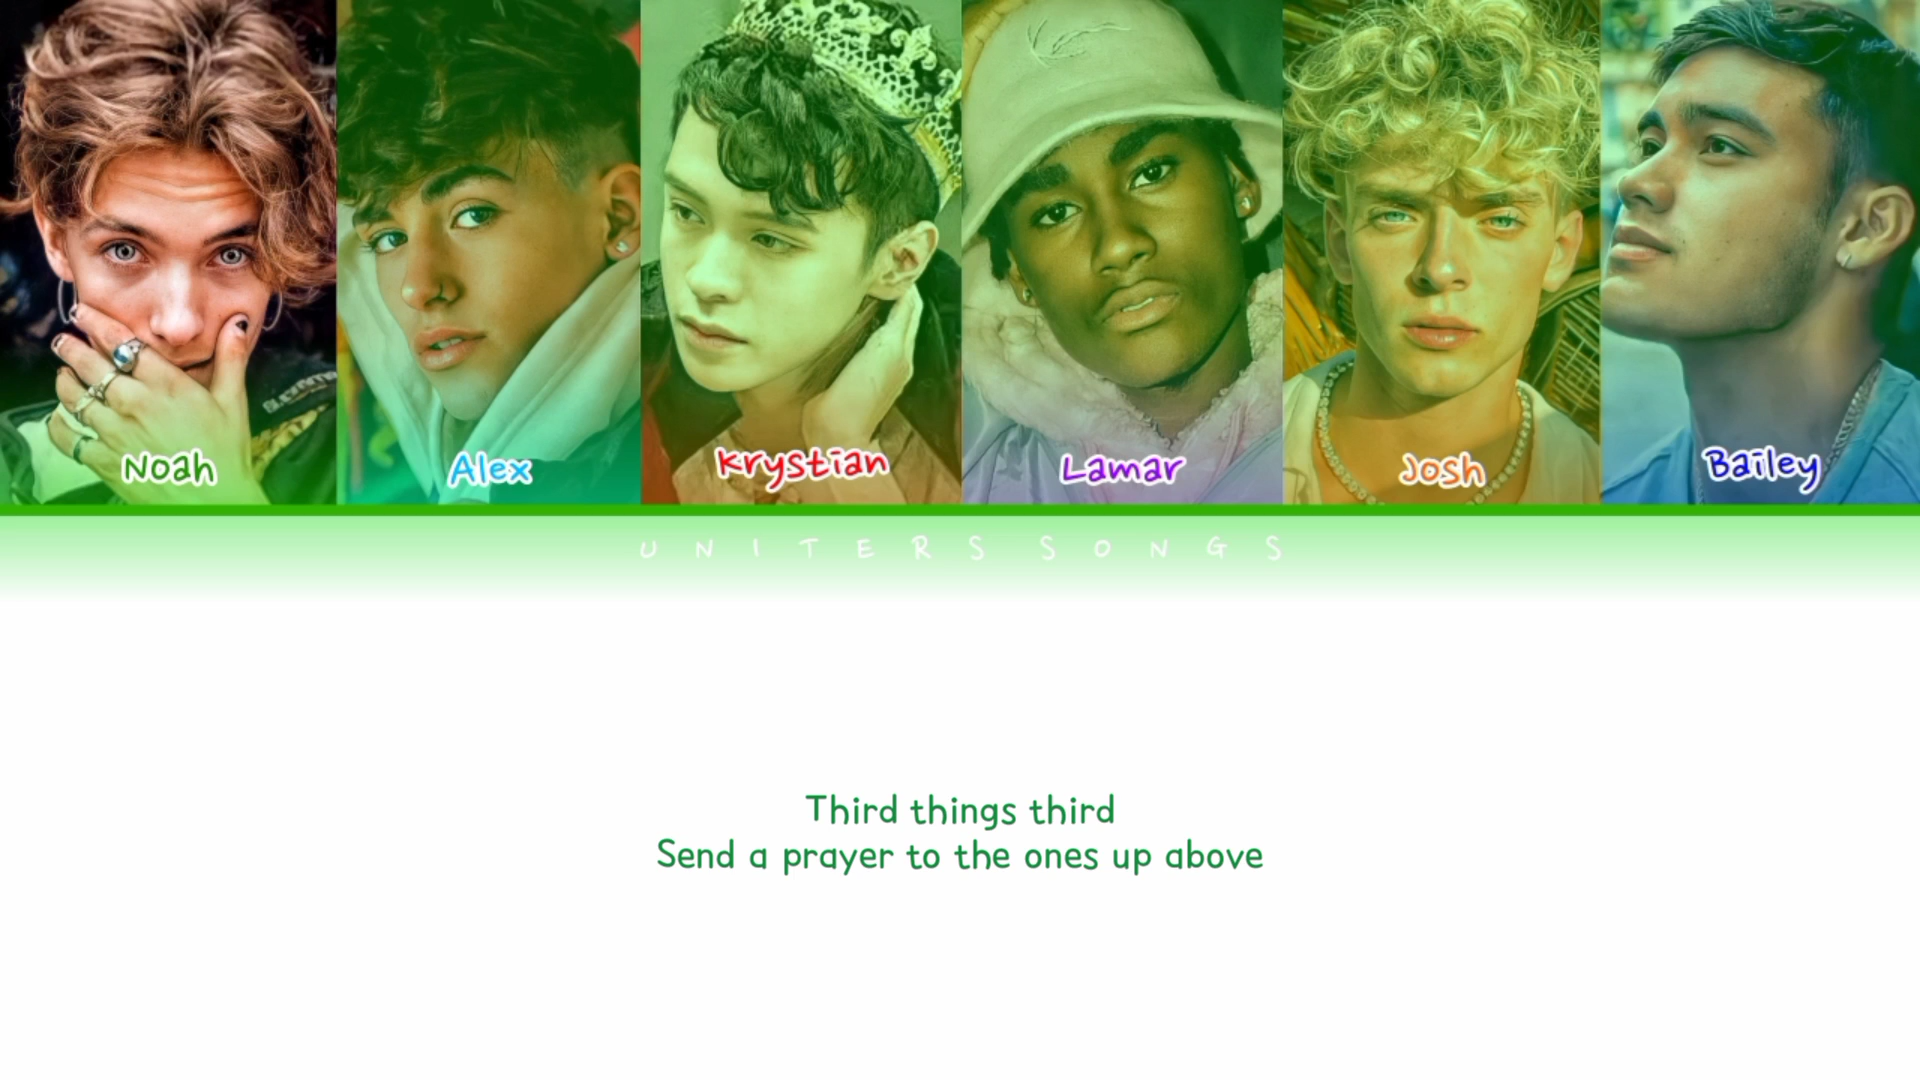 Noah
Alex
Krystian
Lamar
Josh
Bailey
UNITERS SONGS
Third things third
Send a prayer to the ones up above